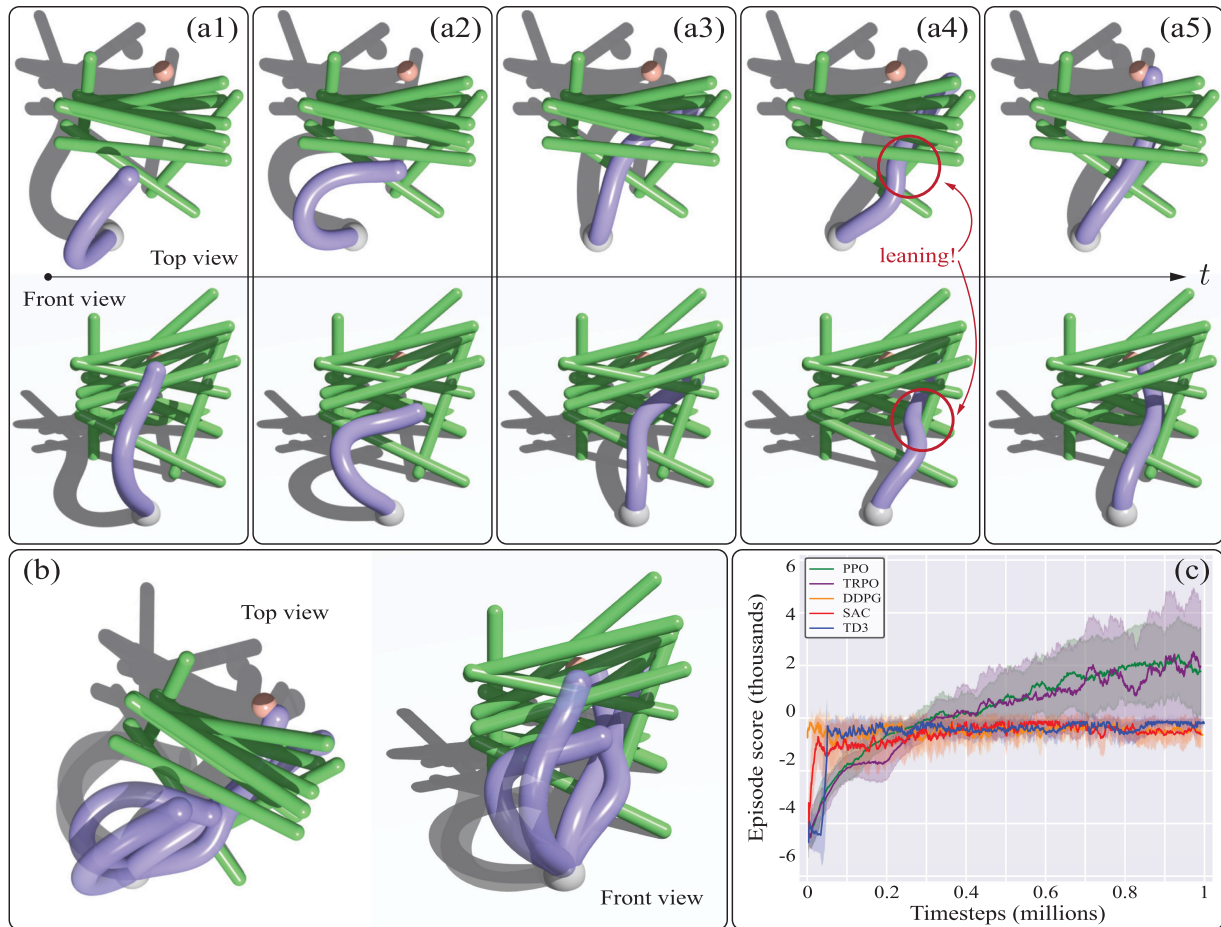 (a1)
(a2)
(a3)
(a4)
(a5)
Top view
leaning!
t
Front view
(b)
Top view
Front view
(c)
PPO
TRPO
DDPG
SAC
TD3
6
4
2
0
-2
-4
-6
Episode score (thousands)
0 0.2 0.4 0.6 0.8 1
Timesteps (millions)